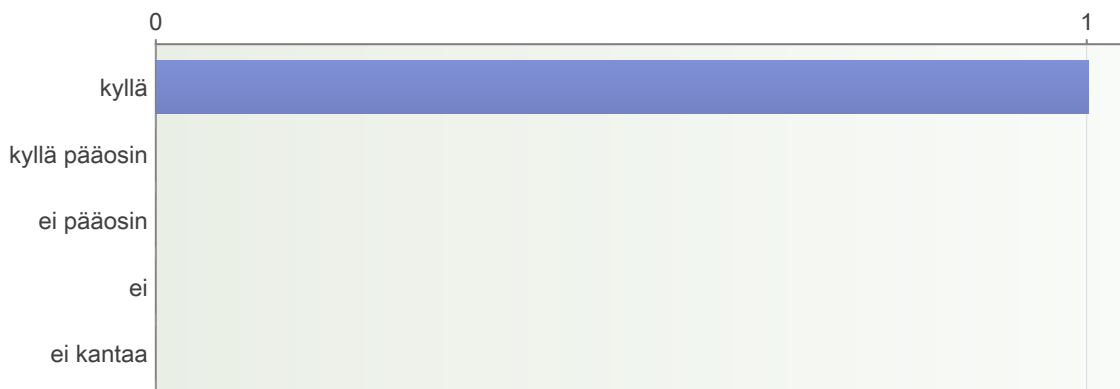 0 1
kyllä
kyllä pääosin
ei pääosin
ei
ei kantaa